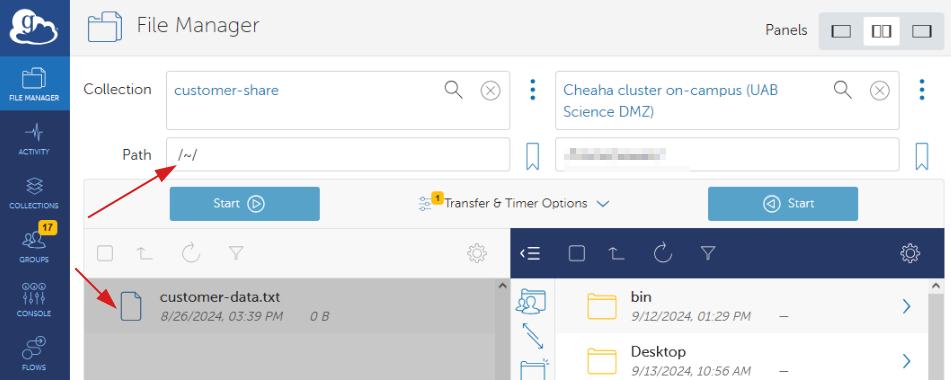 g
File Manager
Panels
FILE MANAGER
Collection
customer-share
Cheaha cluster on-campus (UAB
Science DMZ)
ACTIVITY
Path
/~/
COLLECTIONS
Start
1
Transfer & Timer Options
Start
17
GROUPS
customer-data.txt
8/26/2024, 03:39 PM 0 B
bin
9/12/2024, 01:29 PM —
CONSOLE
Desktop
9/13/2024, 10:56 AM —
FLOWS